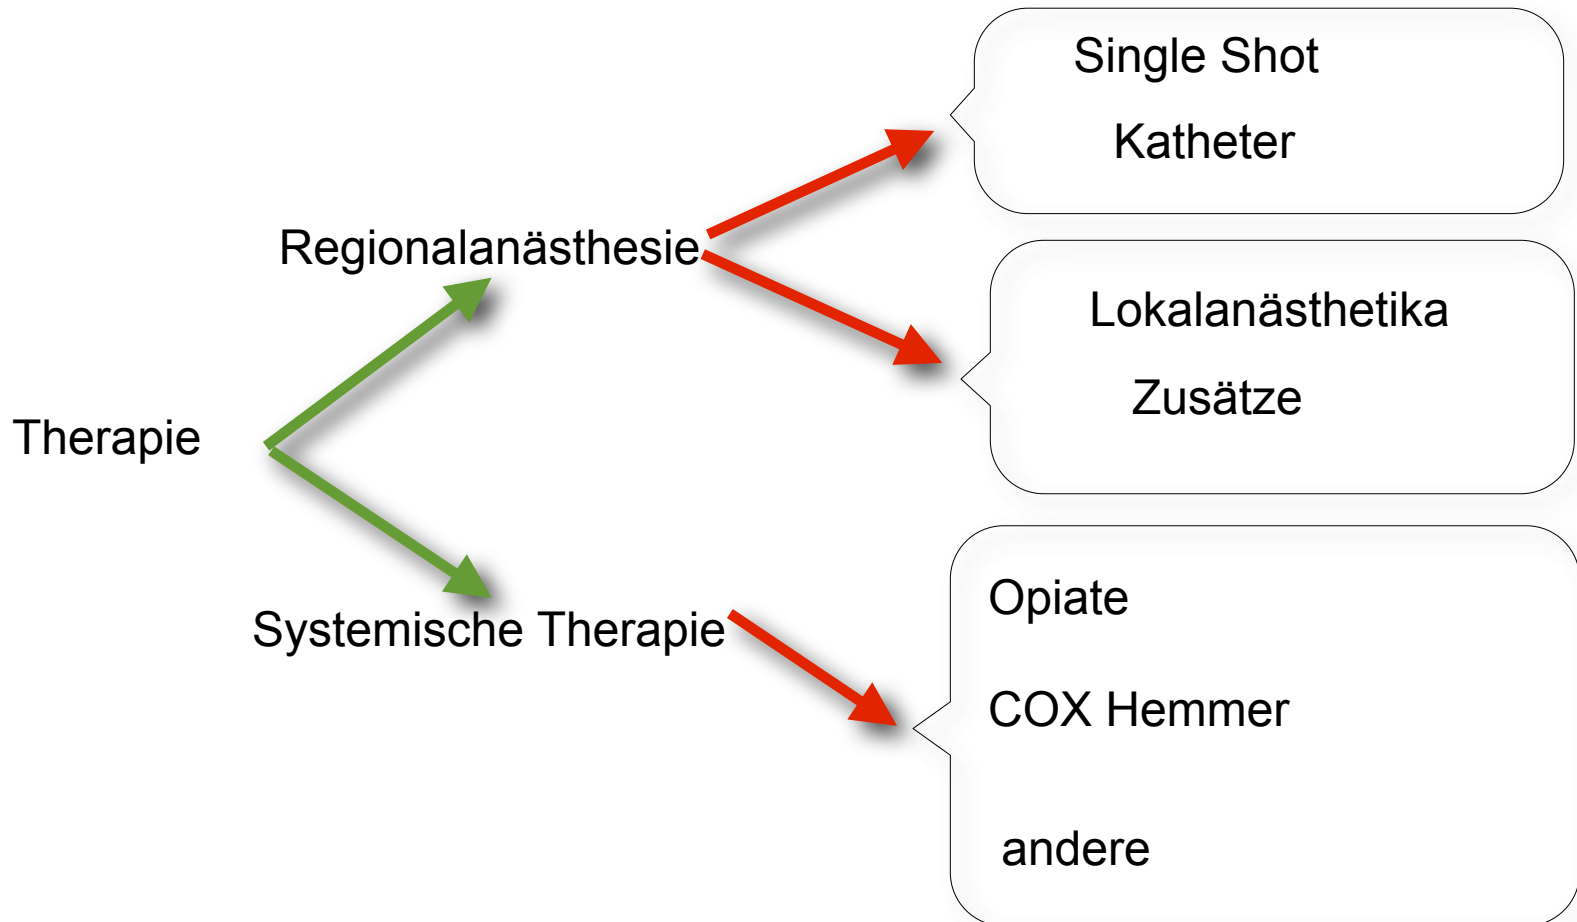 Single Shot
Katheter
Regionalanästhesie
Lokalanästhetika
Zusätze
Therapie
Opiate
Systemische Therapie
COX Hemmer
andere